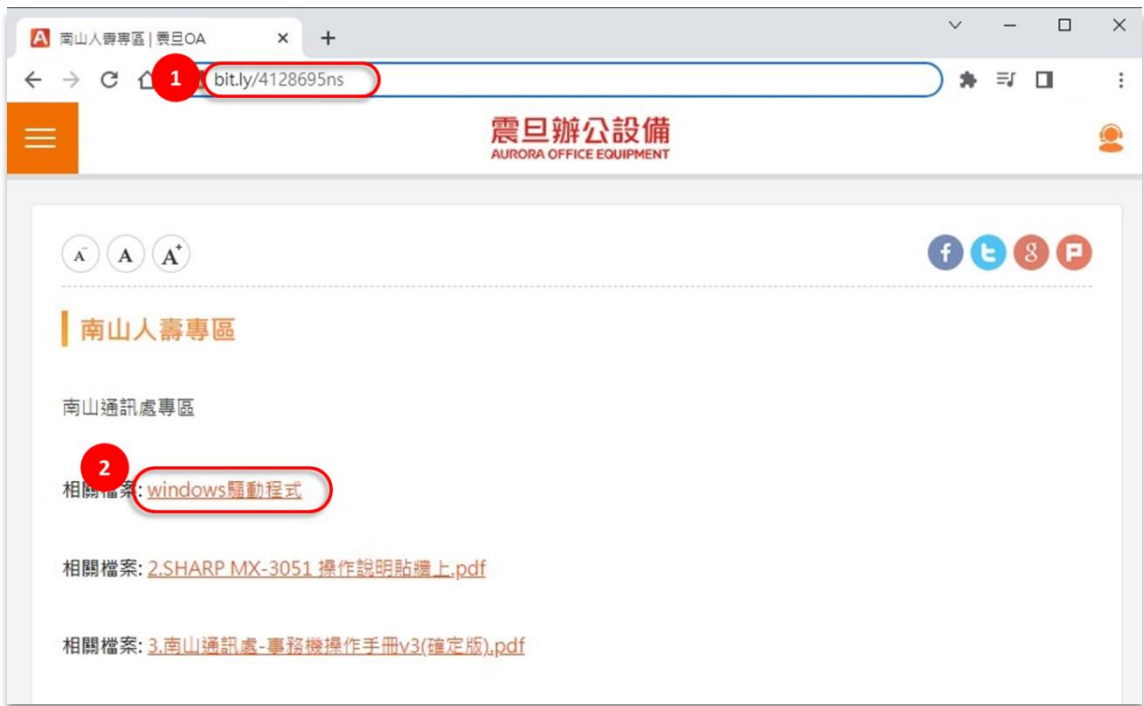 南山人壽專區 | 震旦OA
1
bit.ly/4128695ns
震旦辦公設備
AURORA OFFICE EQUIPMENT
A- A A+
南山人壽專區
南山通訊處專區
2
相關檔案: windows驅動程式
相關檔案: 2.SHARP MX-3051 操作說明貼牆上.pdf
相關檔案: 3.南山通訊處-事務機操作手冊v3(確定版).pdf